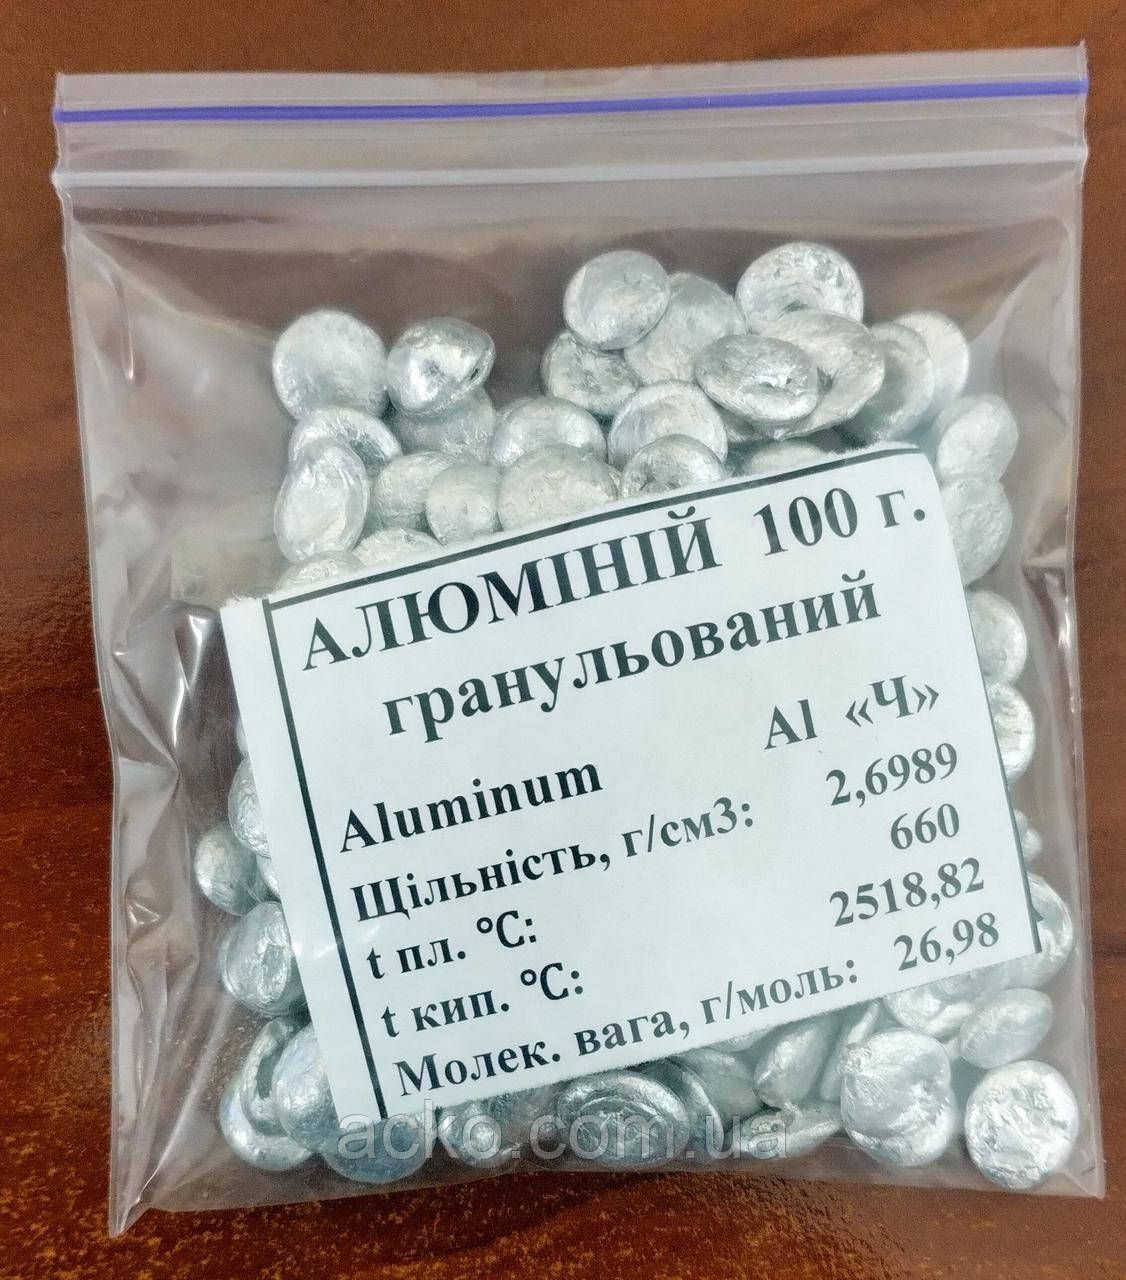 АЛЮМІНІЙ 100 г.
гранульований
Aluminum Al «Ч»
Щільність, г/см3: 2,6989
t пл. °C: 660
t кип. °C: 2518,82
Молек. вага, г/моль: 26,98
acko.com.ua